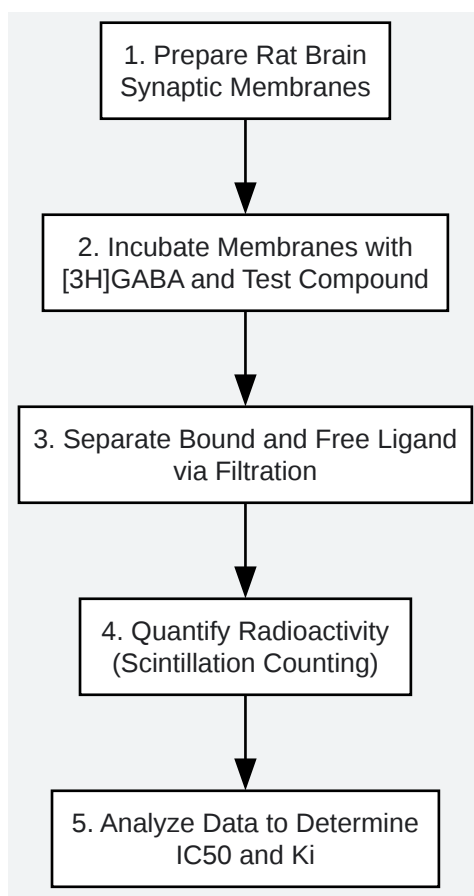 1. Prepare Rat Brain
Synaptic Membranes
2. Incubate Membranes with
[3H]GABA and Test Compound
3. Separate Bound and Free Ligand
via Filtration
4. Quantify Radioactivity
(Scintillation Counting)
5. Analyze Data to Determine
IC50 and Ki